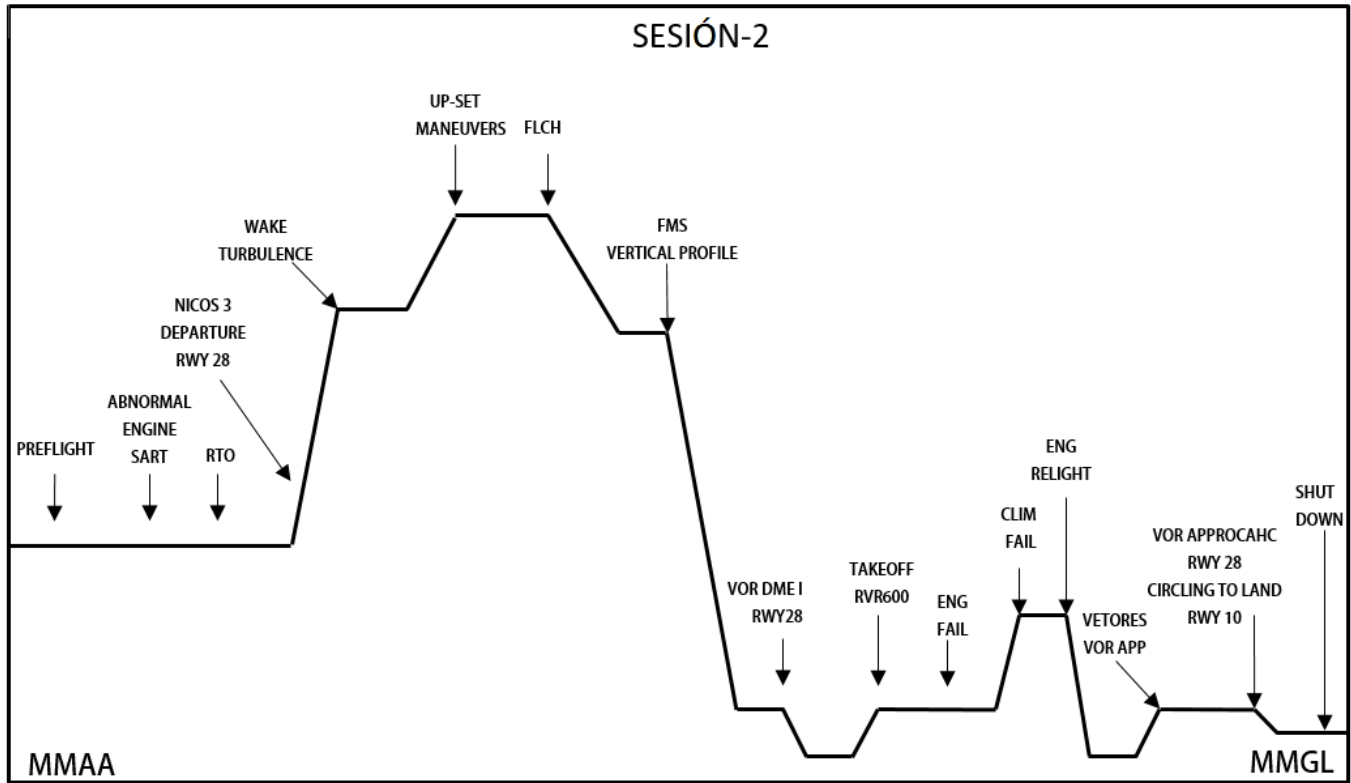 SESIÓN-2
UP-SET
MANEUVERS
FLCH
WAKE
TURBULENCE
FMS
VERTICAL PROFILE
NICOS 3
DEPARTURE
RWY 28
ABNORMAL
ENGINE
SART
PREFLIGHT
RTO
ENG
RELIGHT
CLIM
FAIL
SHUT
DOWN
VOR APPROCAHC
RWY 28
CIRCLING TO LAND
RWY 10
VOR DME I
RWY28
TAKEOFF
RVR600
ENG
FAIL
VETORES
VOR APP
MMAA
MMGL